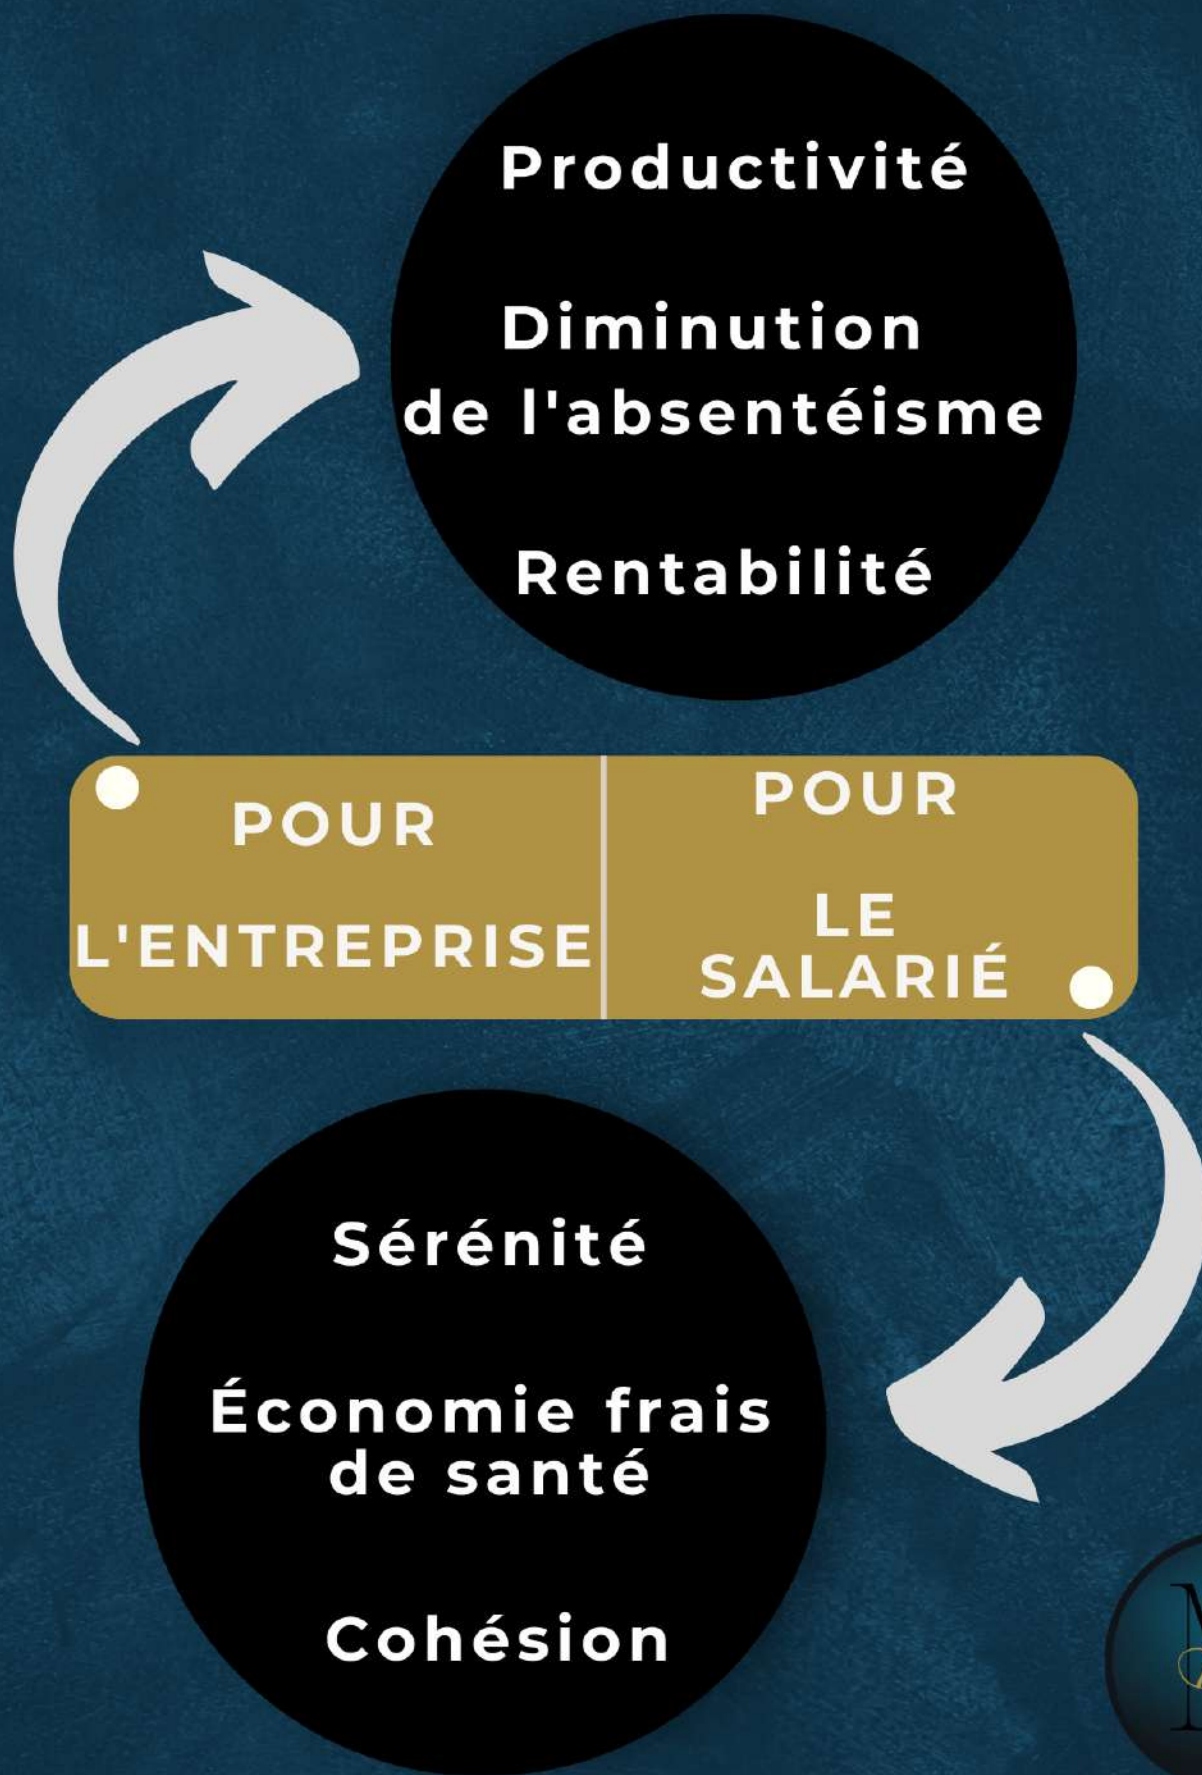 Productivité
Diminution
de l'absentéisme
Rentabilité
POUR
L'ENTREPRISE
POUR
LE
SALARIÉ
Sérénité
Économie frais
de santé
Cohésion